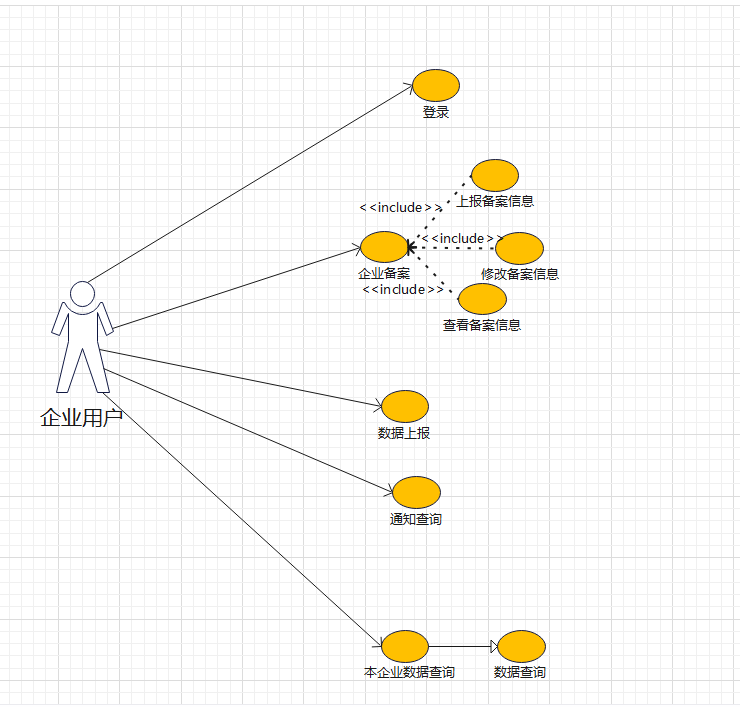 登录
<<include>>
上报备案信息
<<include>>
企业备案
修改备案信息
<<include>>
查看备案信息
企业用户
数据上报
通知查询
本企业数据查询
数据查询